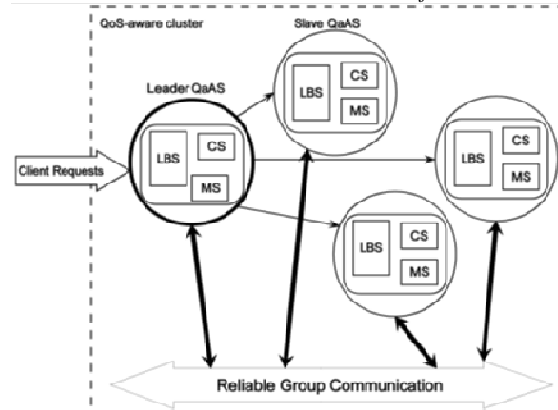 QoS-aware cluster
Slave QaAS
Leader QaAS
LBS
CS
MS
Client Requests
LBS
CS
MS
LBS
CS
MS
LBS
CS
MS
Reliable Group Communication